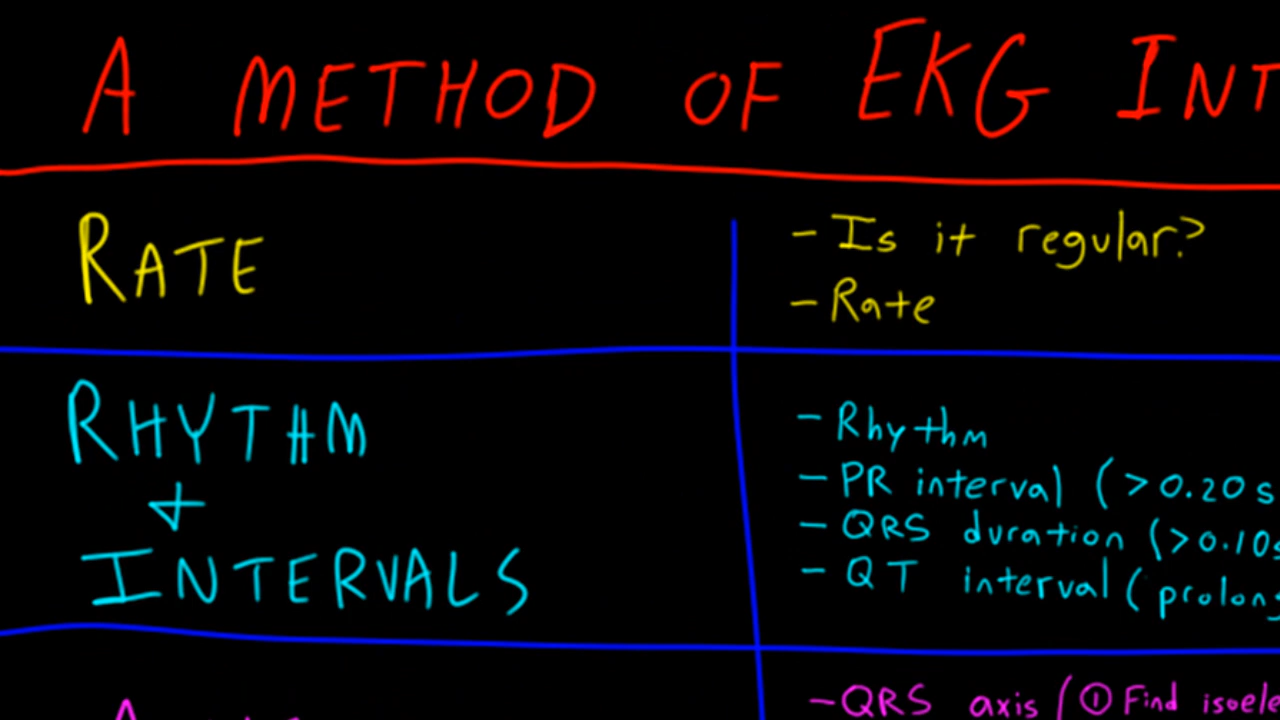 A METHOD OF EKG INT
RATE
- Is it regular?
- Rate
RHYTHM
+
INTERVALS
- Rhythm
- PR interval (>0.20s
- QRS duration (>0.10s
- QT interval (prolong
- QRS axis (① Find isoele